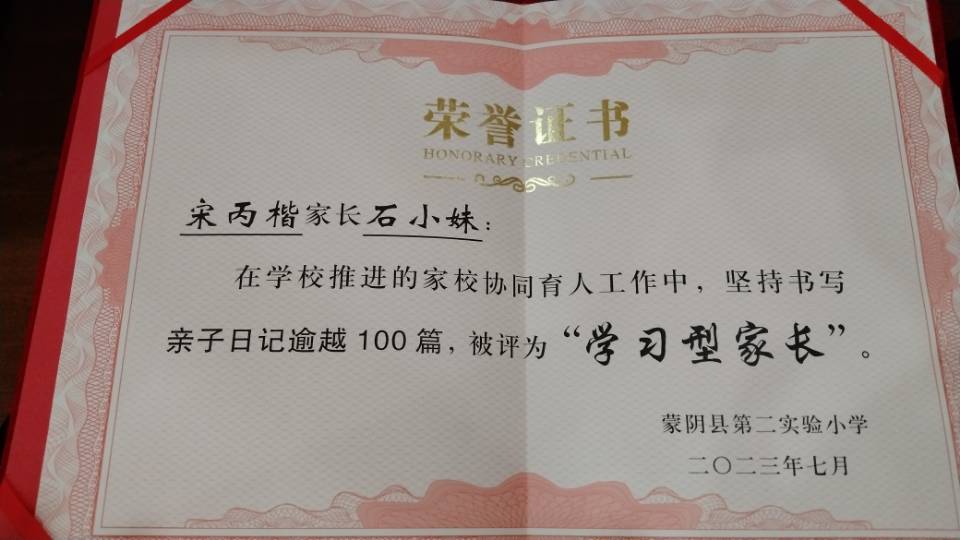 荣誉证书
HONORARY CREDENTIAL
宋丙楷家长石小妹：
在学校推进的家校协同育人工作中，坚持书写
亲子日记逾越100篇，被评为“学习型家长”。
蒙阴县第二实验小学
二〇二三年七月